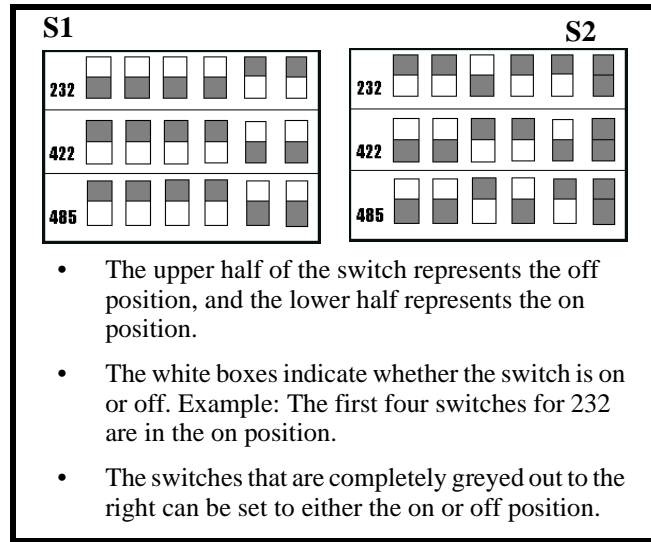 S1
S2
232
422
485
232
422
485
• The upper half of the switch represents the off
position, and the lower half represents the on
position.
• The white boxes indicate whether the switch is on
or off. Example: The first four switches for 232
are in the on position.
• The switches that are completely greyed out to the
right can be set to either the on or off position.